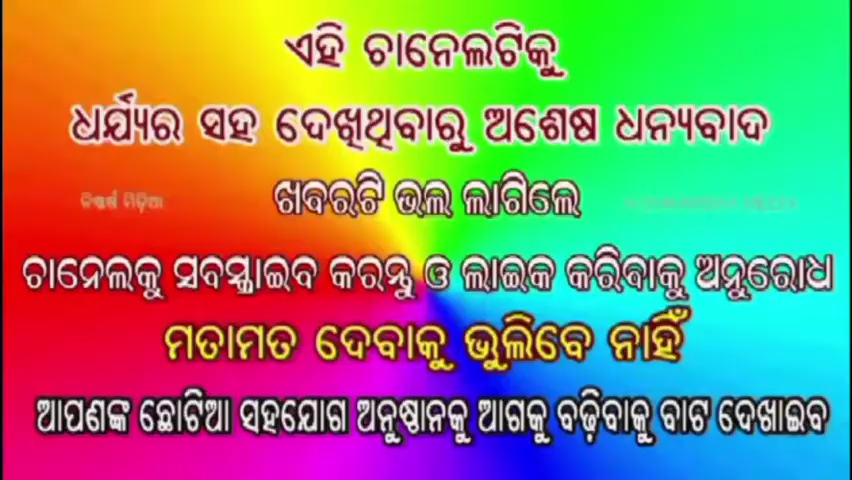 ଏହି ଚାନେଲଟିକୁ
ଧର୍ଯ୍ୟର ସହ ଦେଖିଥିବାରୁ ଅଶେଷ ଧନ୍ୟବାଦ
ଖବରଟି ଭଲ ଲାଗିଲେ
ଚାନେଲକୁ ସବସ୍କ୍ରାଇବ କରନ୍ତୁ ଓ ଲାଇକ କରିବାକୁ ଅନୁରୋଧ
ମତାମତ ଦେବାକୁ ଭୁଲିବେ ନାହିଁ
ଆପଣଙ୍କ ଛୋଟିଆ ସହଯୋଗ ଅନୁଷ୍ଠାନକୁ ଆଗକୁ ବଢ଼ିବାକୁ ବାଟ ଦେଖାଇବ